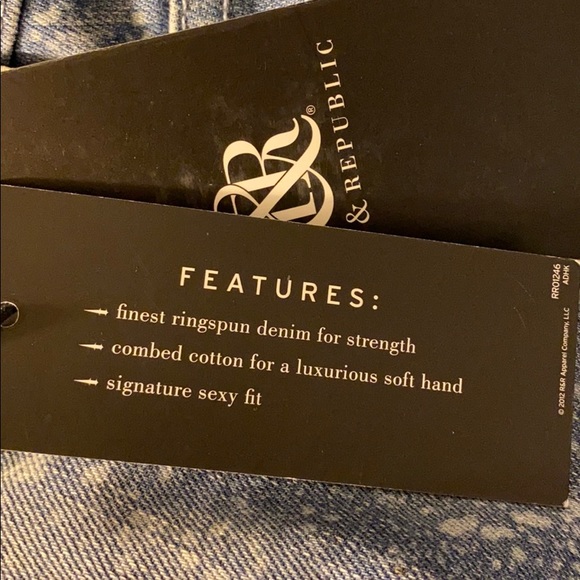 R&R®
& REPUBLIC
FEATURES:
finest ringspun denim for strength
combed cotton for a luxurious soft hand
signature sexy fit
RR01246
ADHK
© 2012 R&R Apparel Company, LLC